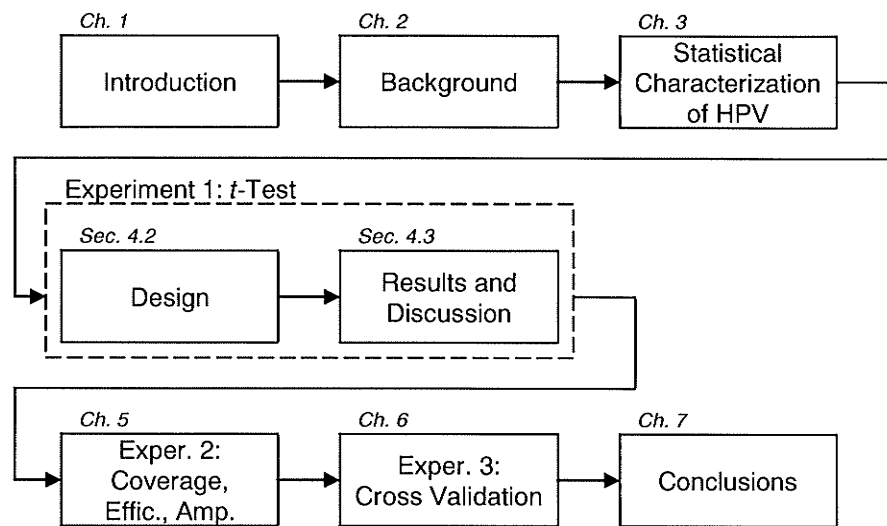 Ch. 1
Introduction
Ch. 2
Background
Ch. 3
Statistical
Characterization
of HPV
Experiment 1: t-Test
Sec. 4.2
Design
Sec. 4.3
Results and
Discussion
Ch. 5
Exper. 2:
Coverage,
Effic., Amp.
Ch. 6
Exper. 3:
Cross Validation
Ch. 7
Conclusions